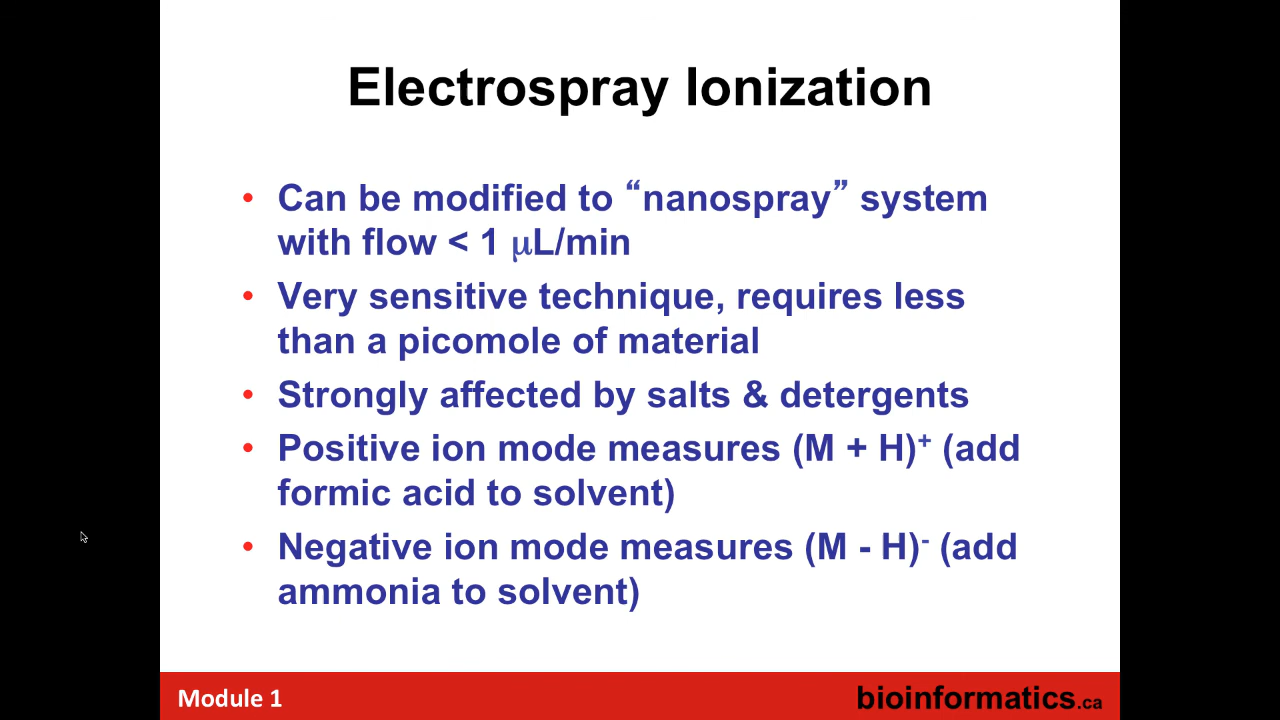 Electrospray Ionization
• Can be modified to “nanospray” system
with flow < 1 μL/min
• Very sensitive technique, requires less
than a picomole of material
• Strongly affected by salts & detergents
• Positive ion mode measures (M + H)⁺ (add
formic acid to solvent)
• Negative ion mode measures (M - H)⁻ (add
ammonia to solvent)
Module 1
bioinformatics.ca